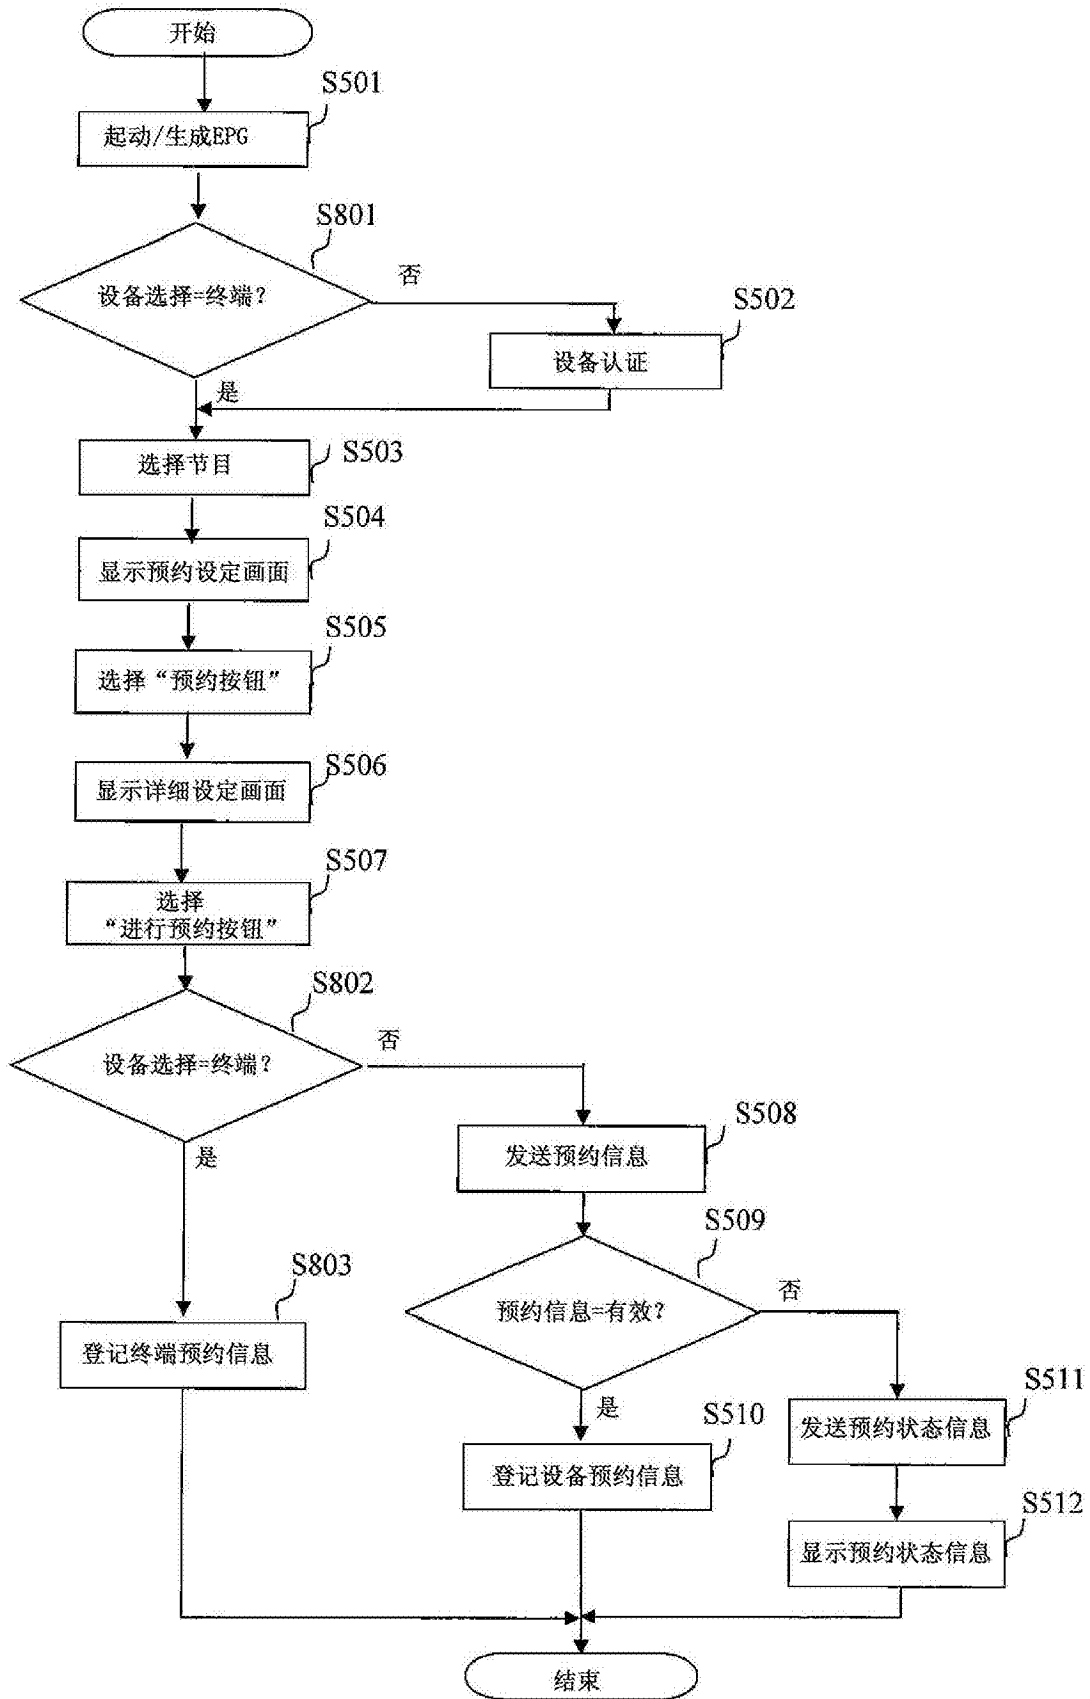 开始
S501
起动/生成EPG
S801
设备选择=终端?
否
S502
设备认证
是
S503
选择节目
S504
显示预约设定画面
S505
选择“预约按钮”
S506
显示详细设定画面
S507
选择
“进行预约按钮”
S802
设备选择=终端?
否
S508
发送预约信息
是
S509
预约信息=有效?
否
S803
登记终端预约信息
S511
发送预约状态信息
是
S510
登记设备预约信息
S512
显示预约状态信息
结束